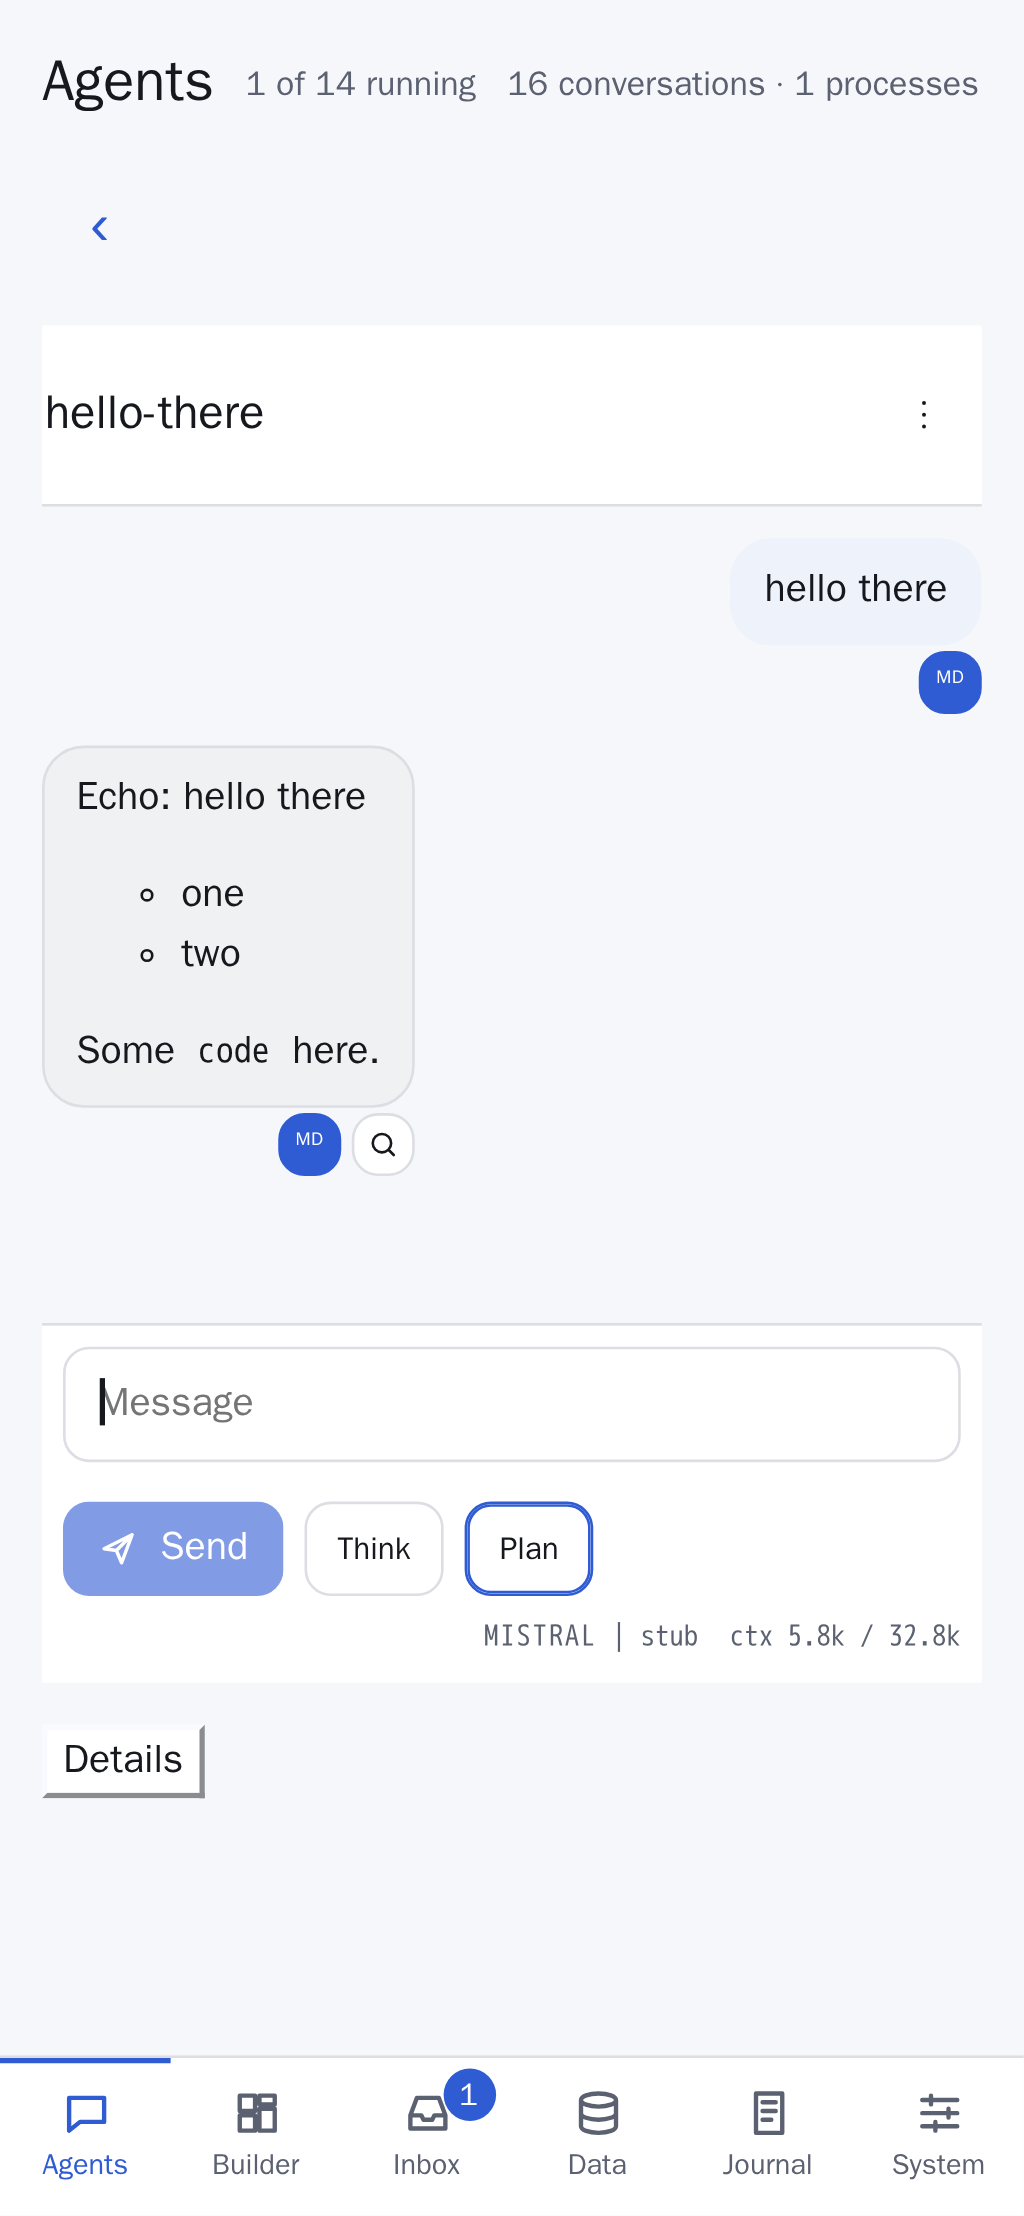 Agents 1 of 14 running 16 conversations · 1 processes
hello-there
hello there
MD
Echo: hello there
one
two
Some code here.
MD
Message
Send Think Plan
MISTRAL | stub ctx 5.8k / 32.8k
Details
1
Agents Builder Inbox Data Journal System